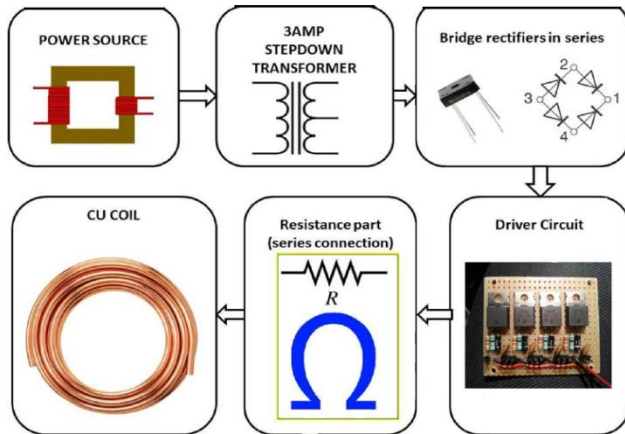 POWER SOURCE
3AMP
STEPDOWN
TRANSFORMER
Bridge rectifiers in series
2
3
1
4
CU COIL
Resistance part
(series connection)
R
Ω
Driver Circuit